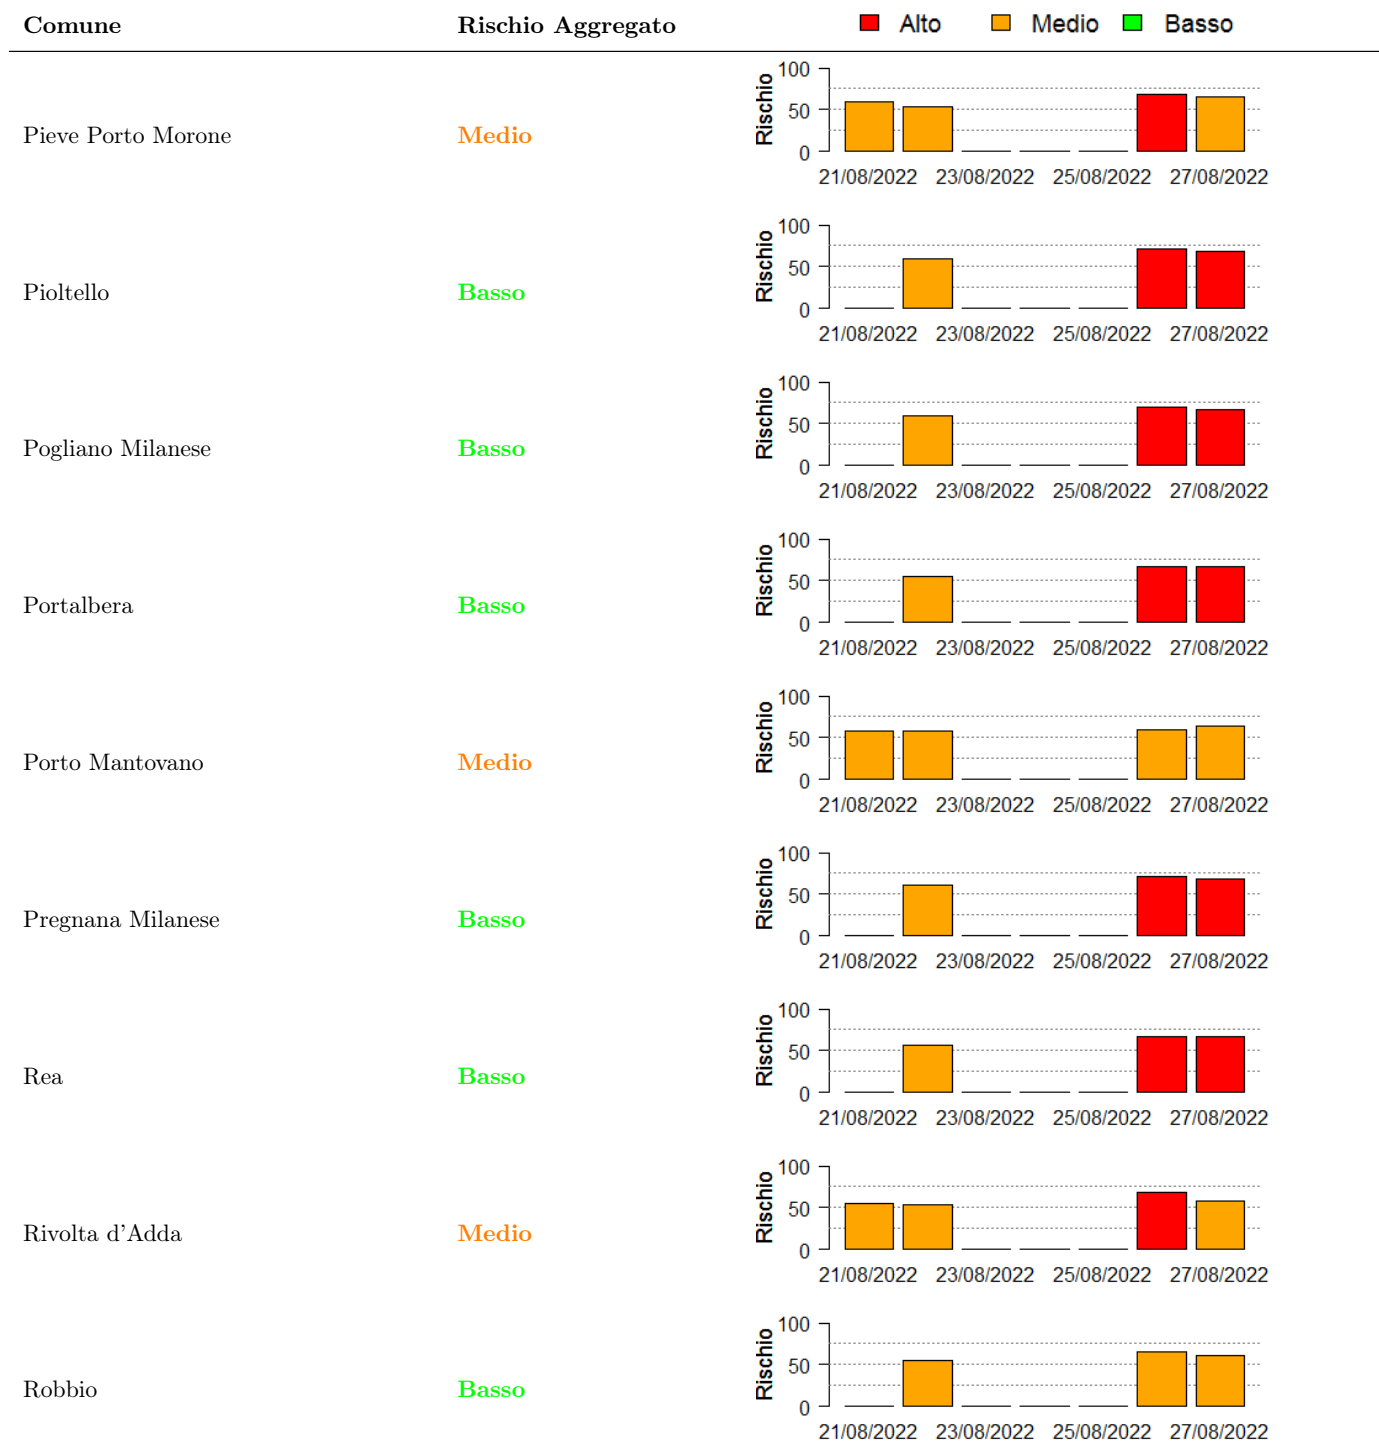 Comune Rischio Aggregato Alto Medio Basso
Pieve Porto Morone Medio
Rischio
100
50
0
21/08/2022 23/08/2022 25/08/2022 27/08/2022
Pioltello Basso
Rischio
100
50
0
21/08/2022 23/08/2022 25/08/2022 27/08/2022
Pogliano Milanese Basso
Rischio
100
50
0
21/08/2022 23/08/2022 25/08/2022 27/08/2022
Portalbera Basso
Rischio
100
50
0
21/08/2022 23/08/2022 25/08/2022 27/08/2022
Porto Mantovano Medio
Rischio
100
50
0
21/08/2022 23/08/2022 25/08/2022 27/08/2022
Pregnana Milanese Basso
Rischio
100
50
0
21/08/2022 23/08/2022 25/08/2022 27/08/2022
Rea Basso
Rischio
100
50
0
21/08/2022 23/08/2022 25/08/2022 27/08/2022
Rivolta d'Adda Medio
Rischio
100
50
0
21/08/2022 23/08/2022 25/08/2022 27/08/2022
Robbio Basso
Rischio
100
50
0
21/08/2022 23/08/2022 25/08/2022 27/08/2022